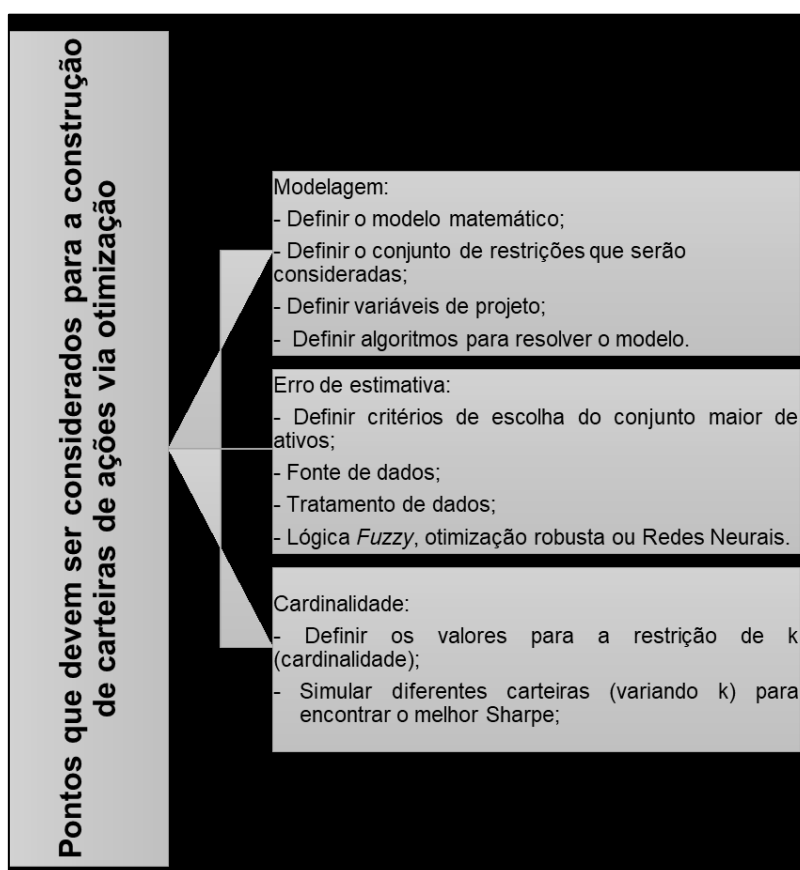 Pontos que devem ser considerados para a construção
de carteiras de ações via otimização
Modelagem:
- Definir o modelo matemático;
- Definir o conjunto de restrições que serão
consideradas;
- Definir variáveis de projeto;
- Definir algoritmos para resolver o modelo.
Erro de estimativa:
- Definir critérios de escolha do conjunto maior de
ativos;
- Fonte de dados;
- Tratamento de dados;
- Lógica Fuzzy, otimização robusta ou Redes Neurais.
Cardinalidade:
- Definir os valores para a restrição de k
(cardinalidade);
- Simular diferentes carteiras (variando k) para
encontrar o melhor Sharpe;